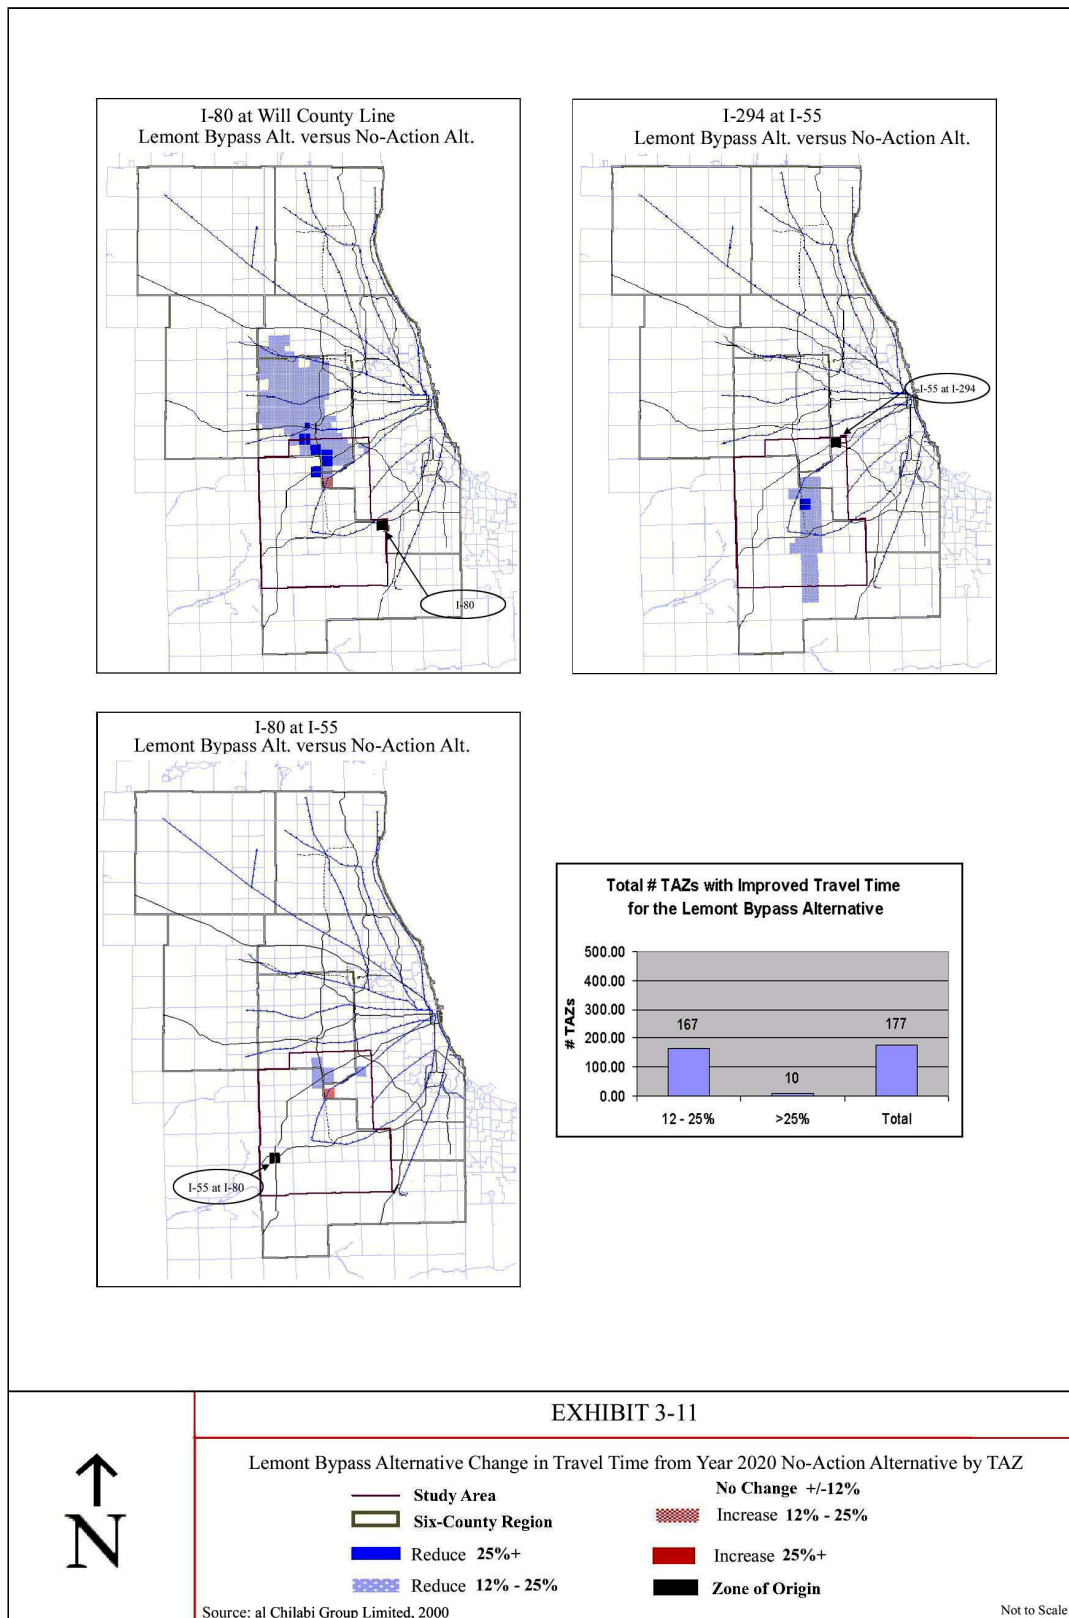 I-80 at Will County Line
Lemont Bypass Alt. versus No-Action Alt.
I-80
I-294 at I-55
Lemont Bypass Alt. versus No-Action Alt.
I-55 at I-294
I-80 at I-55
Lemont Bypass Alt. versus No-Action Alt.
I-55 at I-80
Total # TAZs with Improved Travel Time
for the Lemont Bypass Alternative
# TAZs
500.00
400.00
300.00
200.00
100.00
0.00
167
10
177
12 - 25%
>25%
Total
EXHIBIT 3-11
Lemont Bypass Alternative Change in Travel Time from Year 2020 No-Action Alternative by TAZ
N
Study Area
Six-County Region
Reduce 25%+
Reduce 12% - 25%
No Change +/-12%
Increase 12% - 25%
Increase 25%+
Zone of Origin
Source: al Chilabi Group Limited, 2000
Not to Scale